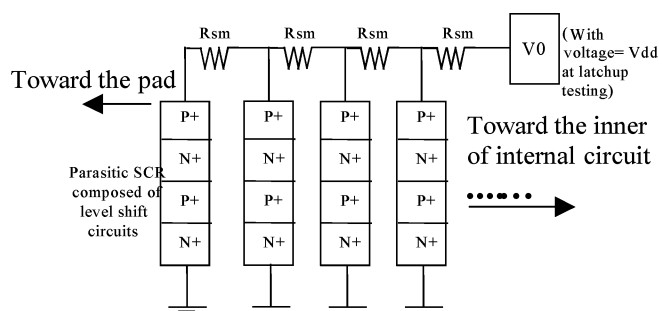 Rsm Rsm Rsm Rsm
V0
(With
voltage= Vdd
at latchup
testing)
Toward the pad
Toward the inner
of internal circuit
Parasitic SCR
composed of
level shift
circuits
P+ P+ P+ P+
N+ N+ N+ N+
P+ P+ P+ P+
N+ N+ N+ N+